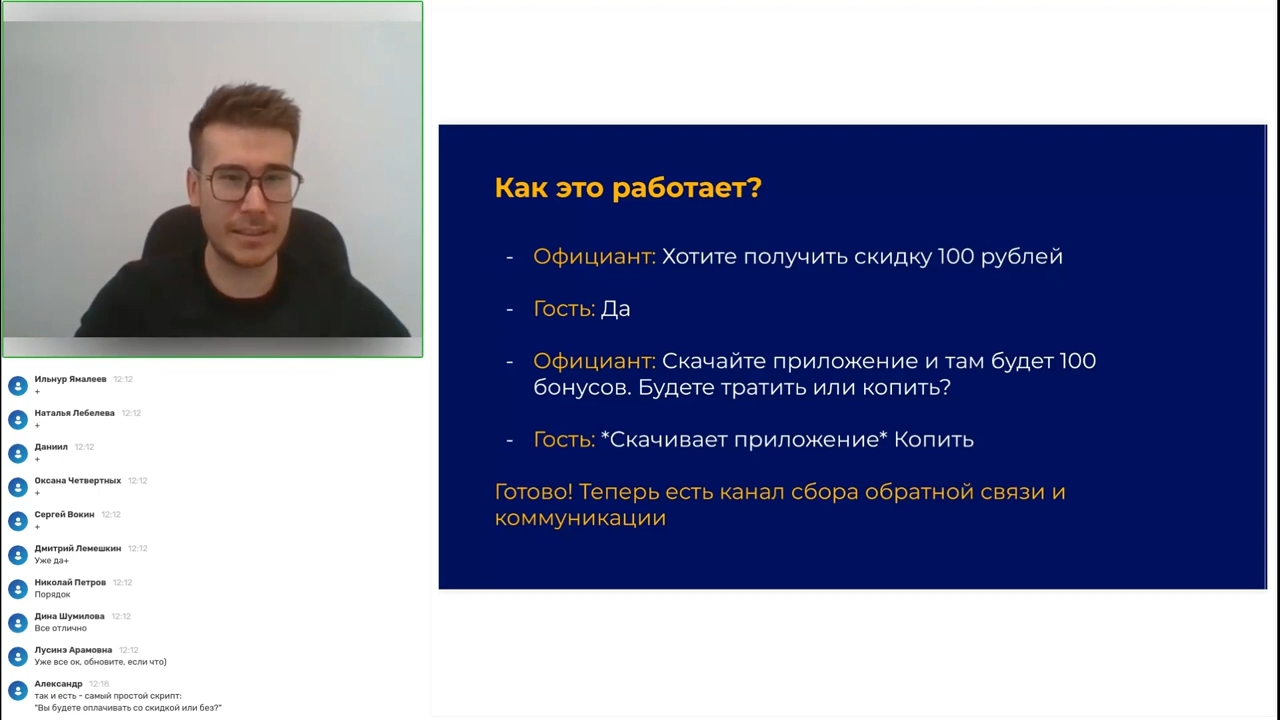 Ильнур Ямалеев 12:12
+
Наталья Лебелева 12:12
+
Даниил 12:12
+
Оксана Четвертных 12:12
+
Сергей Вокин 12:12
+
Дмитрий Лемешкин 12:12
Уже да+
Николай Петров 12:12
Порядок
Дина Шумилова 12:12
Все отлично
Лусинэ Арамовна 12:12
Уже все ок, обновите, если что)
Александр 12:18
так и есть - самый простой скрипт:
"Вы будете оплачивать со скидкой или без?"
Как это работает?
- Официант: Хотите получить скидку 100 рублей
- Гость: Да
- Официант: Скачайте приложение и там будет 100
бонусов. Будете тратить или копить?
- Гость: *Скачивает приложение* Копить
Готово! Теперь есть канал сбора обратной связи и
коммуникации